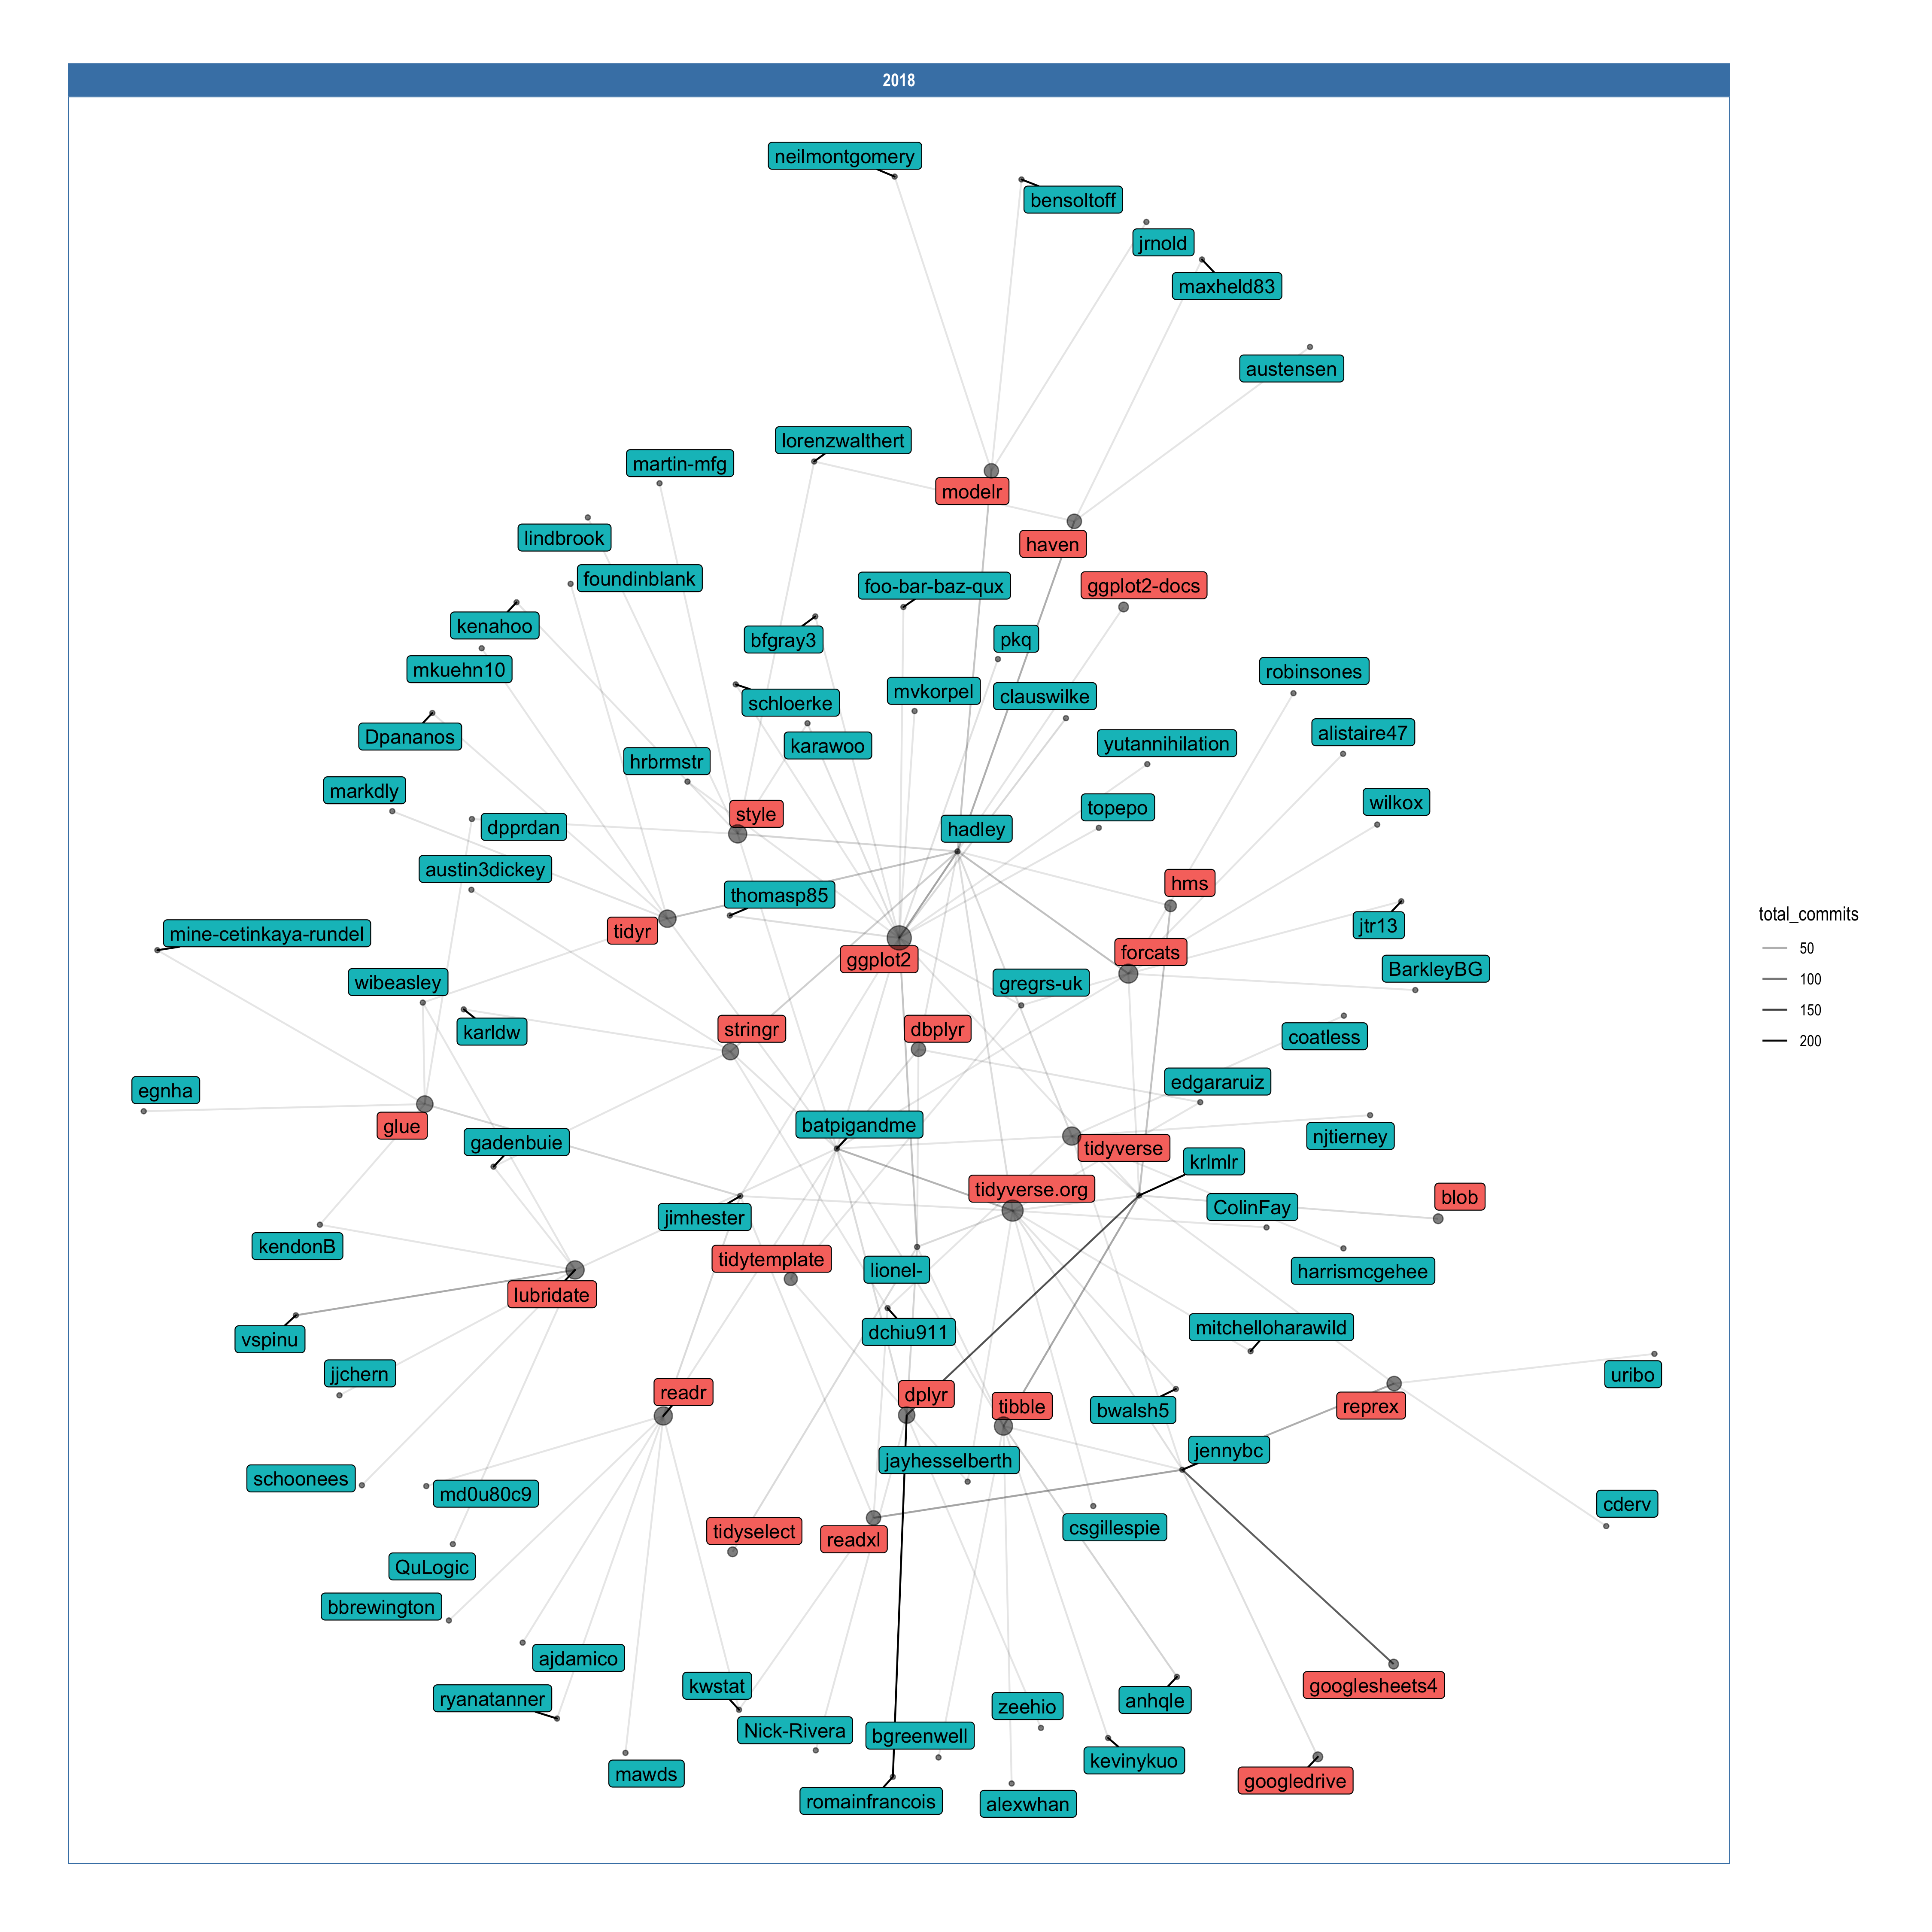 2018
neilmontgomery
bensoltoff
jrnold
maxheld83
austensen
lorenzwalthert
martin-mfg
modelr
lindbrook
haven
foundinblank
foo-bar-baz-qux
ggplot2-docs
kenahoo
bfgray3
pkq
mkuehn10
robinsones
mvkorpel
clauswilke
schloerke
Dpananos
alistaire47
karawoo
yutannihilation
hrbrmstr
markdly
wilkox
topepo
style
dpprdan
hadley
austin3dickey
hms
thomasp85
total_commits
jtr13
tidyr
mine-cetinkaya-rundel
50
forcats
ggplot2
BarkleyBG
100
wibeasley
gregrs-uk
150
stringr
dbplyr
karldw
coatless
200
edgararuiz
egnha
batpigandme
glue
njtierney
gadenbuie
tidyverse
krlmlr
tidyverse.org
blob
ColinFay
jimhester
kendonB
tidytemplate
lionel-
harrismcgehee
lubridate
mitchelloharawild
dchiu911
vspinu
jjchern
uribo
readr
dplyr
tibble
reprex
bwalsh5
jennybc
jayhesselberth
schoonees
md0u80c9
cderv
csgillespie
tidyselect
readxl
QuLogic
bbrewington
ajdamico
kwstat
googlesheets4
ryanatanner
anhqle
zeehio
Nick-Rivera
bgreenwell
kevinykuo
mawds
googledrive
romainfrancois
alexwhan